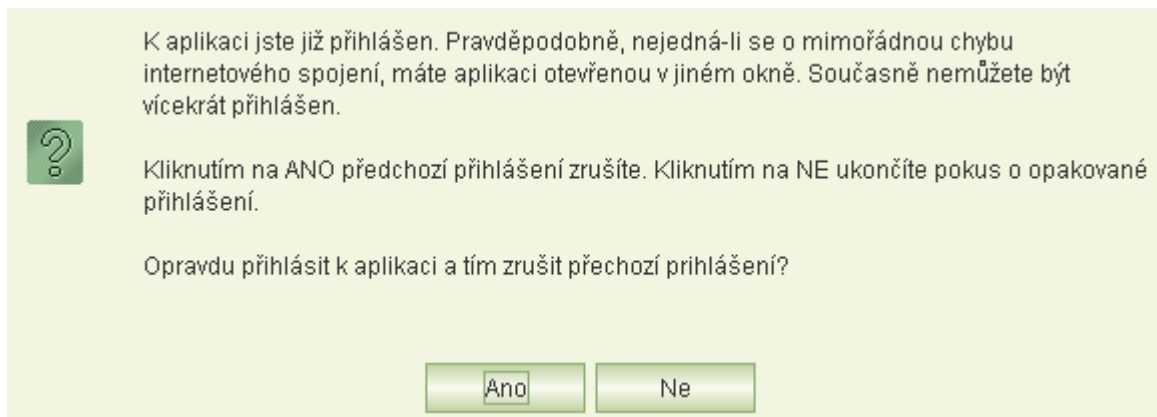 K aplikaci jste již přihlášen. Pravděpodobně, nejedná-li se o mimořádnou chybu
internetového spojení, máte aplikaci otevřenou v jiném okně. Současně nemůžete být
vícekrát přihlášen.
Kliknutím na ANO předchozí přihlášení zrušíte. Kliknutím na NE ukončíte pokus o opakované
přihlášení.
Opravdu přihlásit k aplikaci a tím zrušit přechozí prihlášení?
Ano
Ne